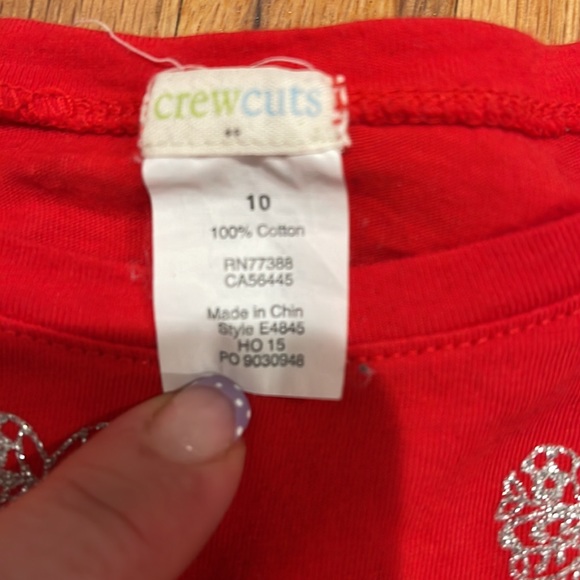 crewcuts
10
100% Cotton
RN77388
CA56445
Made in Chin
Style E4845
HO 15
PO 9030948